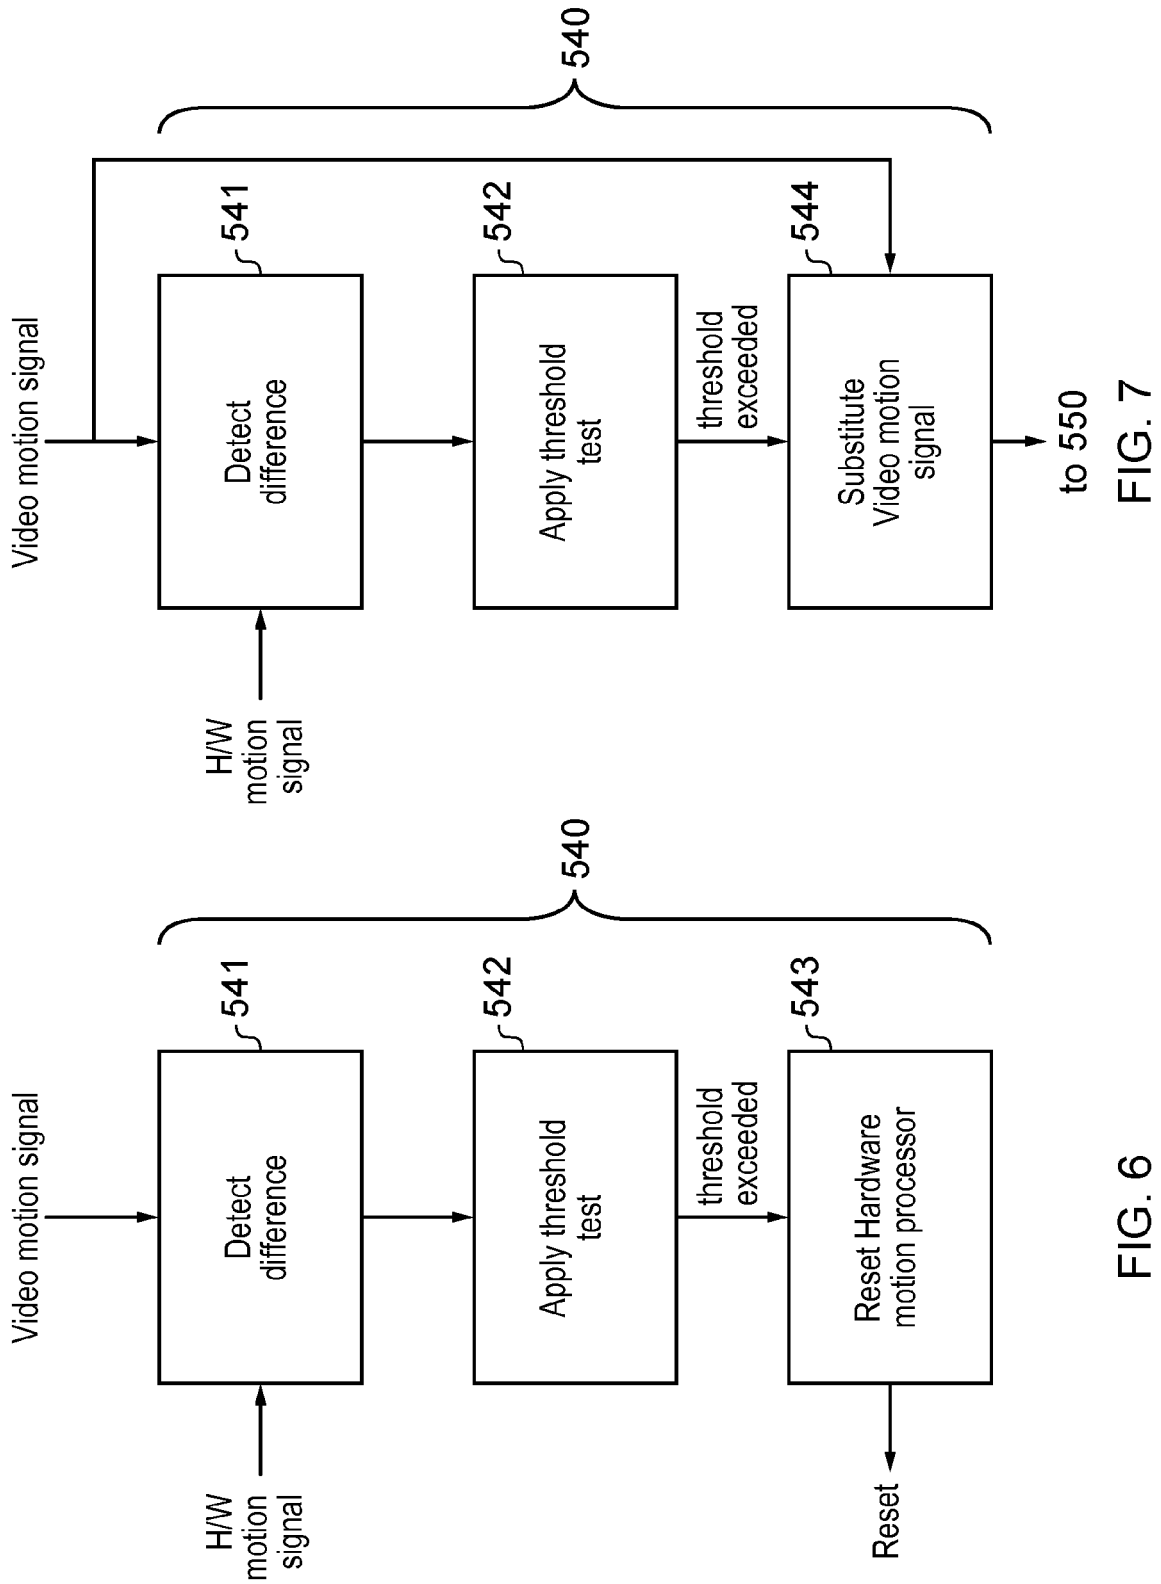 Video motion signal
H/W
motion
signal
Detect
difference
541
Apply threshold
test
542
threshold
exceeded
Reset Hardware
motion processor
543
Reset
540
FIG. 6
Video motion signal
H/W
motion
signal
Detect
difference
541
Apply threshold
test
542
threshold
exceeded
Substitute
Video motion
signal
544
540
to 550
FIG. 7